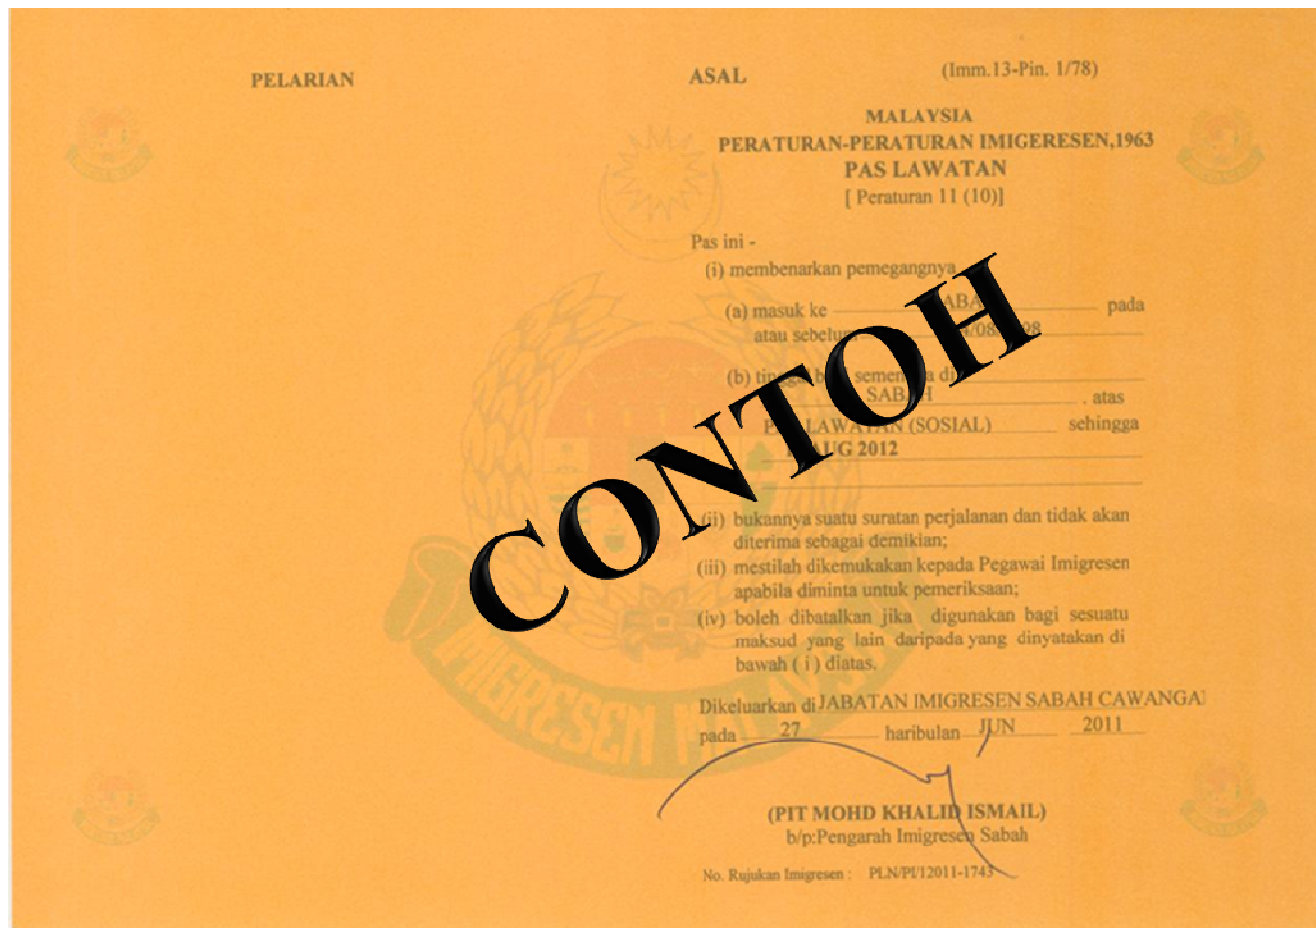 PELARIAN
ASAL
(Imm.13-Pin. 1/78)
MALAYSIA
PERATURAN-PERATURAN IMIGERESEN,1963
PAS LAWATAN
[ Peraturan 11 (10)]
Pas ini -
(i) membenarkan pemegangnya
(a) masuk ke pada
atau
(b) di
SABAH . atas
LAWATAN (SOSIAL) sehingga
AUG 2012
CONTOH
(ii) bukannya suatu suratan perjalanan dan tidak akan
diterima sebagai demikian;
(iii) mestilah dikemukakan kepada Pegawai Imigresen
apabila diminta untuk pemeriksaan;
(iv) boleh dibatalkan jika digunakan bagi sesuatu
maksud yang lain daripada yang dinyatakan di
bawah ( i ) diatas.
Dikeluarkan di JABATAN IMIGRESEN SABAH CAWANGA
pada 27 haribulan JUN 2011
(PIT MOHD KHALID ISMAIL)
b/p:Pengarah Imigresen Sabah
No. Rujukan Imigresen : PLN/PI/12011-1743